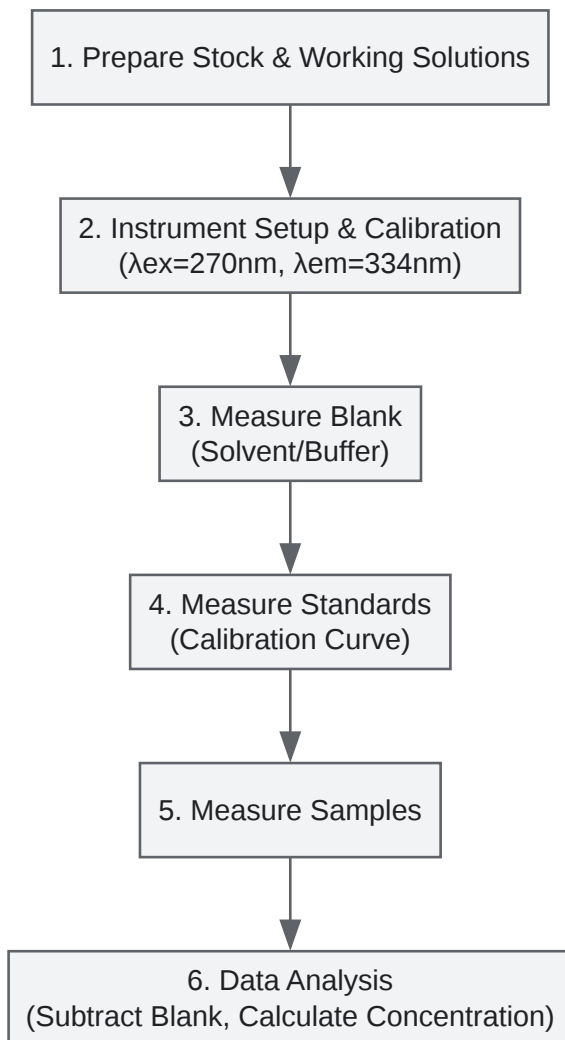 1. Prepare Stock & Working Solutions
2. Instrument Setup & Calibration
(λex=270nm, λem=334nm)
3. Measure Blank
(Solvent/Buffer)
4. Measure Standards
(Calibration Curve)
5. Measure Samples
6. Data Analysis
(Subtract Blank, Calculate Concentration)